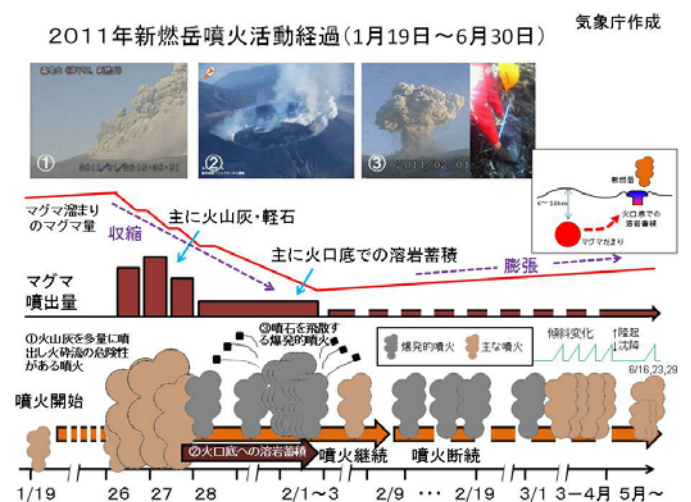 気象庁作成
2011年新燃岳噴火活動経過(1月19日～6月30日)
①
②
③
マグマ溜まり
のマグマ量
収縮
主に火山灰・軽石
主に火口底での溶岩蓄積
膨張
新燃岳
火口底での
溶岩蓄積
マグマだまり
マグマ
噴出量
①火山灰を多量に噴
出し火砕流の危険性
がある噴火
③噴石を飛散する
爆発的噴火
爆発的噴火
主な噴火
傾斜変化
↑隆起
沈降
6/16,23,29
噴火開始
②火口底への溶岩蓄積
噴火継続
噴火断続
1/19
26
27
28
2/1～3
2/9
・・・
2/19
3/1
3－4月
5月～